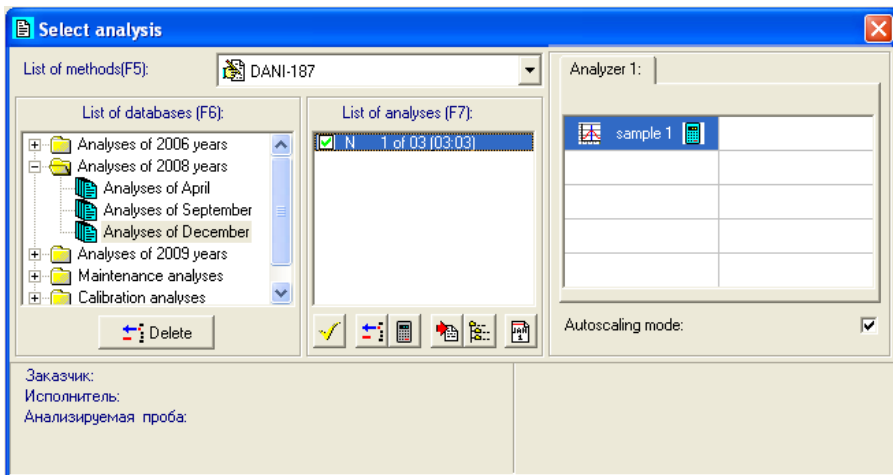 Select analysis
List of methods(F5):
DANI-187
List of databases (F6):
Analyses of 2006 years
Analyses of 2008 years
Analyses of April
Analyses of September
Analyses of December
Analyses of 2009 years
Maintenance analyses
Calibration analyses
Delete
List of analyses (F7):
N 1 of 03 (03:03)
JAN
1
Analyzer 1:
sample 1
Autoscaling mode:
Заказчик:
Исполнитель:
Анализируемая проба: